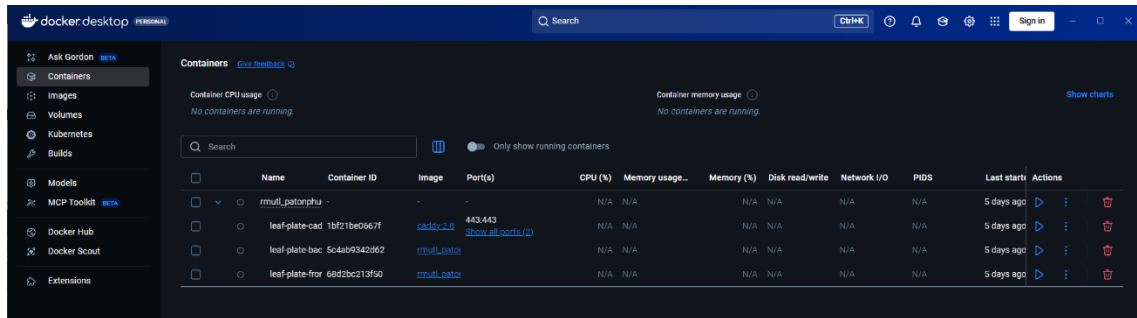 docker.desktop PERSONAL Search Ctrl+K Sign in
Ask Gordon BETA
Containers
Images
Volumes
Kubernetes
Builds
Models
MCP Toolkit BETA
Docker Hub
Docker Scout
Extensions
Containers Give feedback
Container CPU usage
No containers are running.
Container memory usage
No containers are running.
Show charts
Search
Only show running containers
Name Container ID Image Port(s) CPU (%) Memory usage... Memory (%) Disk read/write Network I/O PIDS Last starte Actions
rmutl_patonphu - - - N/A N/A N/A N/A N/A N/A 5 days ago
leaf-plate-cad 1bf21be0667f caddy:2.8 443:443 N/A N/A N/A N/A N/A N/A 5 days ago
Show all ports (2)
leaf-plate-bac 5c4ab9342d62 rmutl_pator N/A N/A N/A N/A N/A N/A 5 days ago
leaf-plate-fror 68d2bc213f50 rmutl_pator N/A N/A N/A N/A N/A N/A 5 days ago